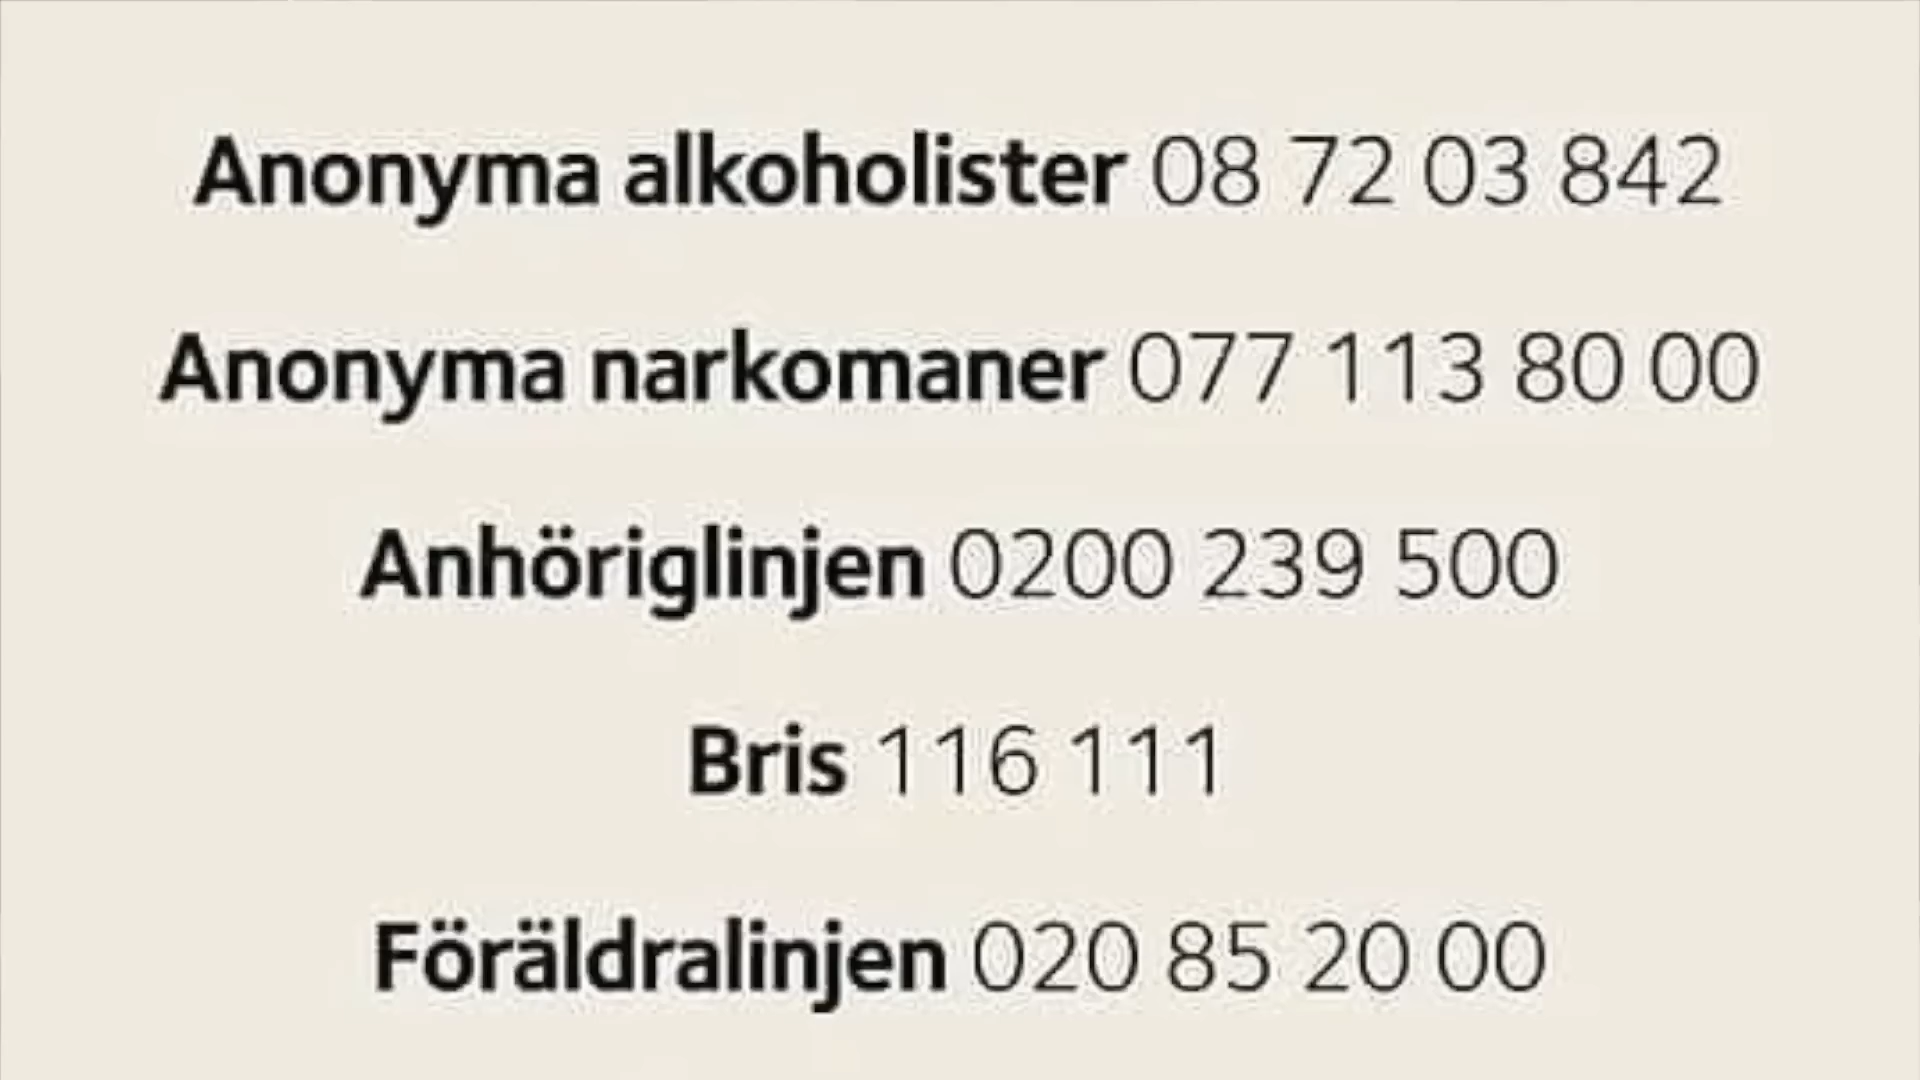 Anonyma alkoholister 08 72 03 842
Anonyma narkomaner 077 113 80 00
Anhöriglinjen 0200 239 500
Bris 116 111
Föräldralinjen 020 85 20 00